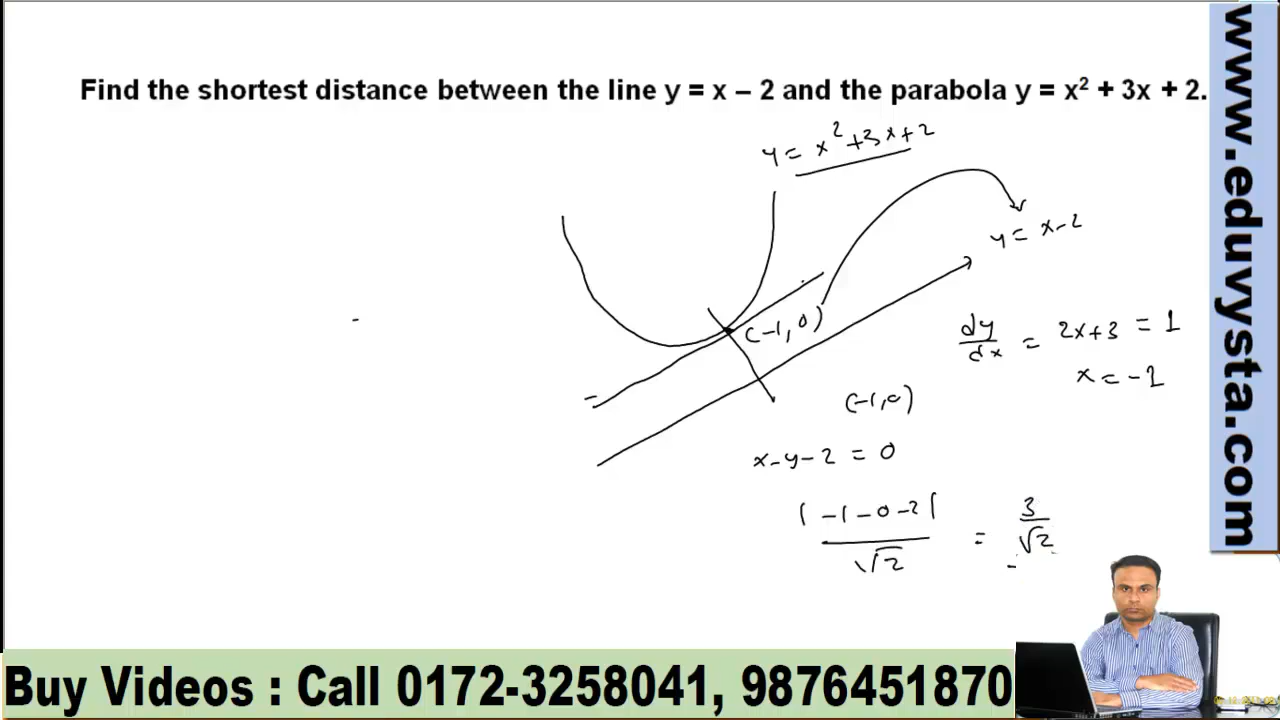 Find the shortest distance between the line y = x – 2 and the parabola y = x² + 3x + 2.
y = x² + 3x + 2
y = x - 2
(-1, 0)
dy/dx = 2x+3 = 1
x = -1
(-1, 0)
x - y - 2 = 0
|-1 - 0 - 2| / √2 = 3/√2
www.eduvysta.com
Buy Videos : Call 0172-3258041, 9876451870